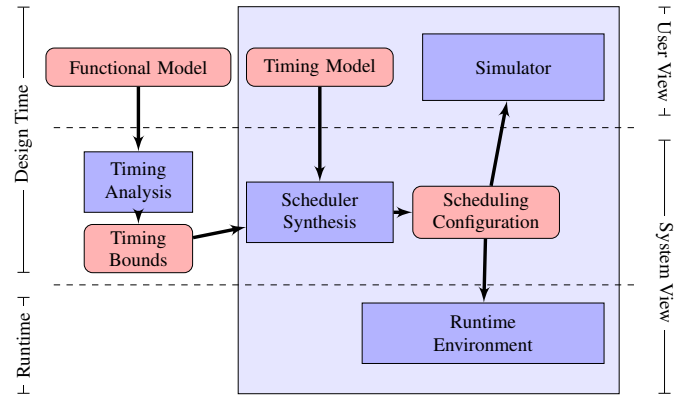 Functional Model
Timing Model
Simulator
Timing
Analysis
Scheduler
Synthesis
Scheduling
Configuration
Timing
Bounds
Runtime
Environment
Design Time
Runtime
User View
System View